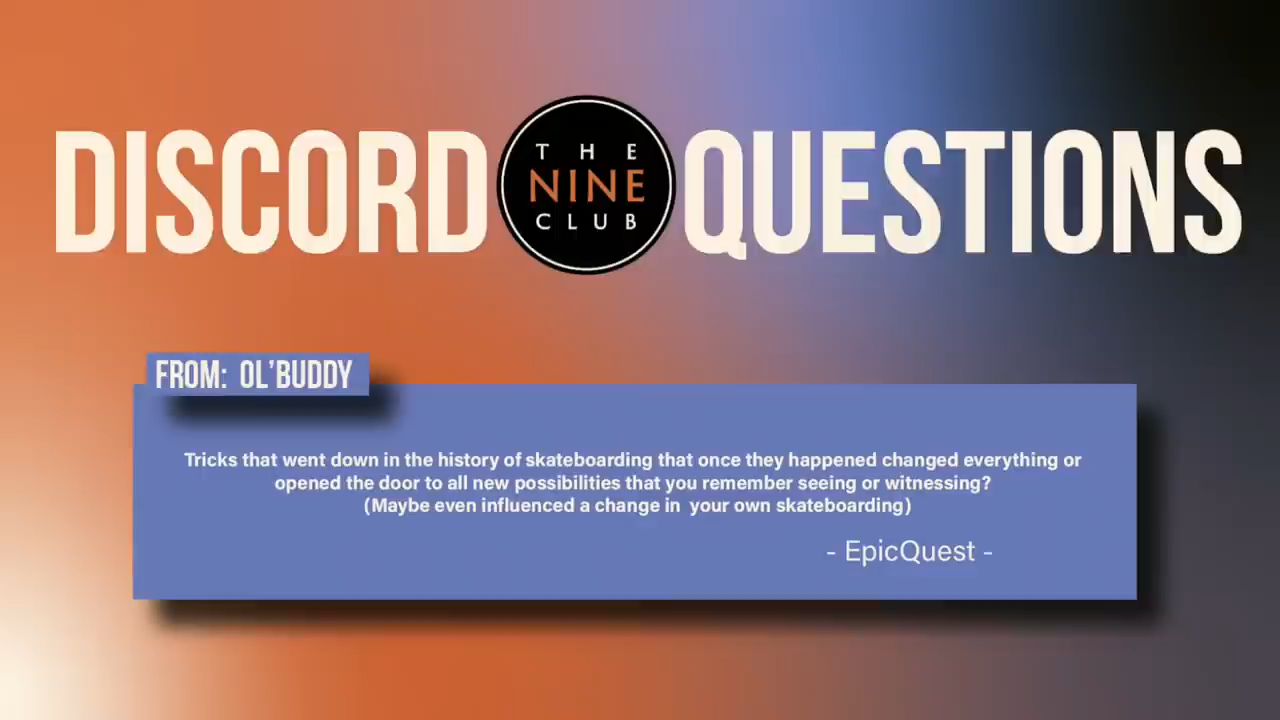 DISCORD THE NINE CLUB QUESTIONS
FROM: OL'BUDDY
Tricks that went down in the history of skateboarding that once they happened changed everything or
opened the door to all new possibilities that you remember seeing or witnessing?
(Maybe even influenced a change in  your own skateboarding)
- EpicQuest -